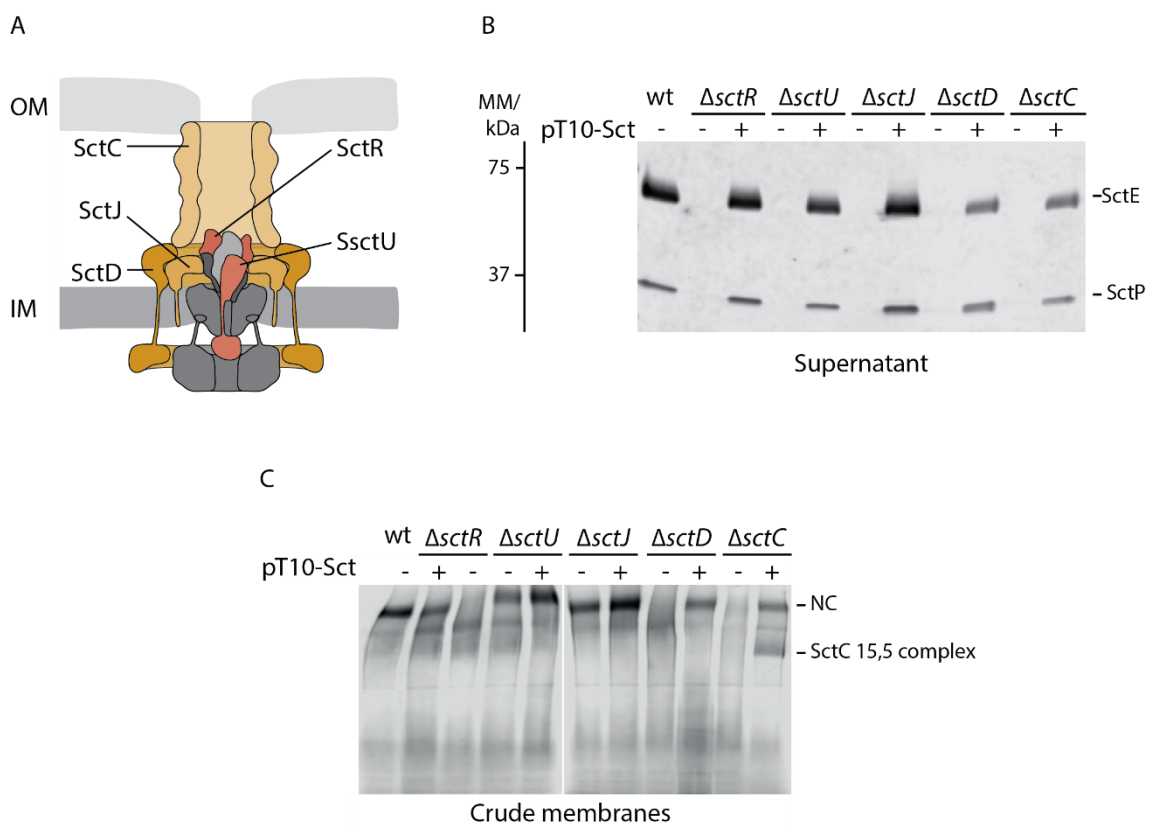 A
OM
SctC
SctR
SctJ
SsctU
SctD
IM
B
MM/
kDa
wt ΔsctR ΔsctU ΔsctJ ΔsctD ΔsctC
pT10-Sct - - + - + - + - + - +
75
37
SctE
SctP
Supernatant
C
wt ΔsctR ΔsctU ΔsctJ ΔsctD ΔsctC
pT10-Sct - + - - + - + - + - +
NC
SctC 15,5 complex
Crude membranes